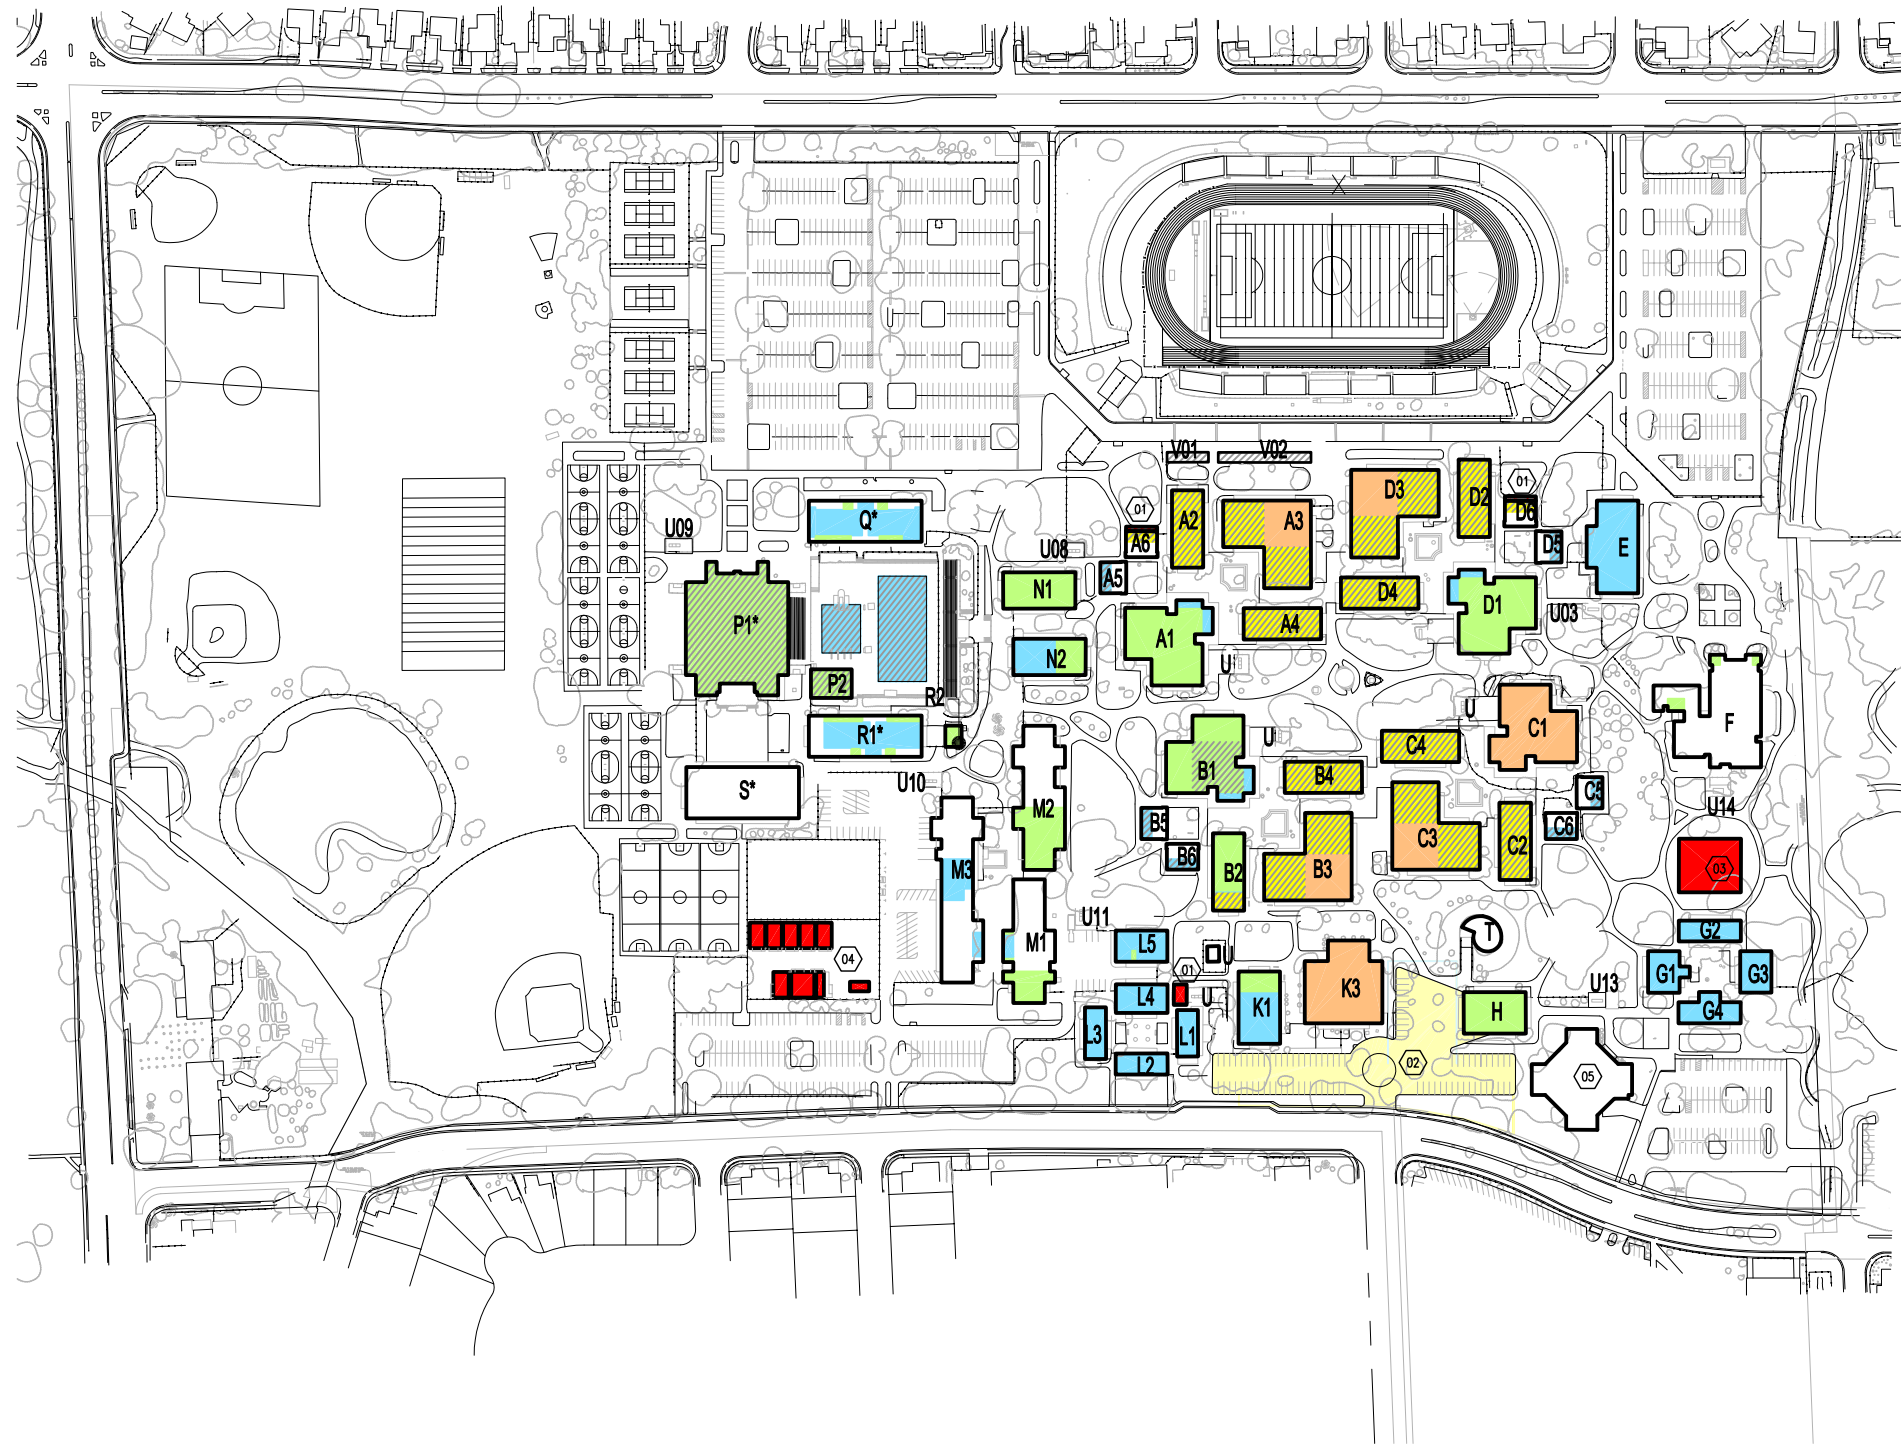 V01
V02
D3
D2
01
D6
01
A2
A3
Q*
U09
U08
A6
D5
E
A5
N1
D4
D1
U03
P1*
A4
A1
N2
U
P2
R2
U
C1
F
R1*
U
C4
B1
B4
U10
S*
C5
U14
M2
B5
C6
B6
C3
C2
M3
B2
B3
03
U11
T
G2
M1
L5
U
04
01
G1
G3
U13
K3
L4
U
K1
H
G4
L3
L1
L2
02
05